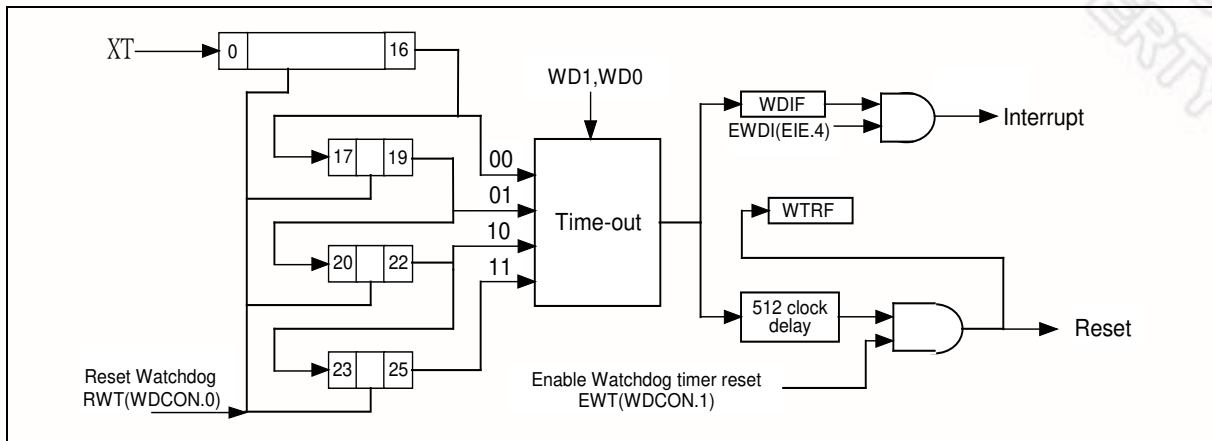 XT
0
16
WD1,WD0
WDIF
EWDI(EIE.4)
Interrupt
17
19
00
01
Time-out
WTRF
20
22
10
11
512 clock
delay
Reset
23
25
Reset Watchdog
RWT(WDCON.0)
Enable Watchdog timer reset
EWT(WDCON.1)
ERTY